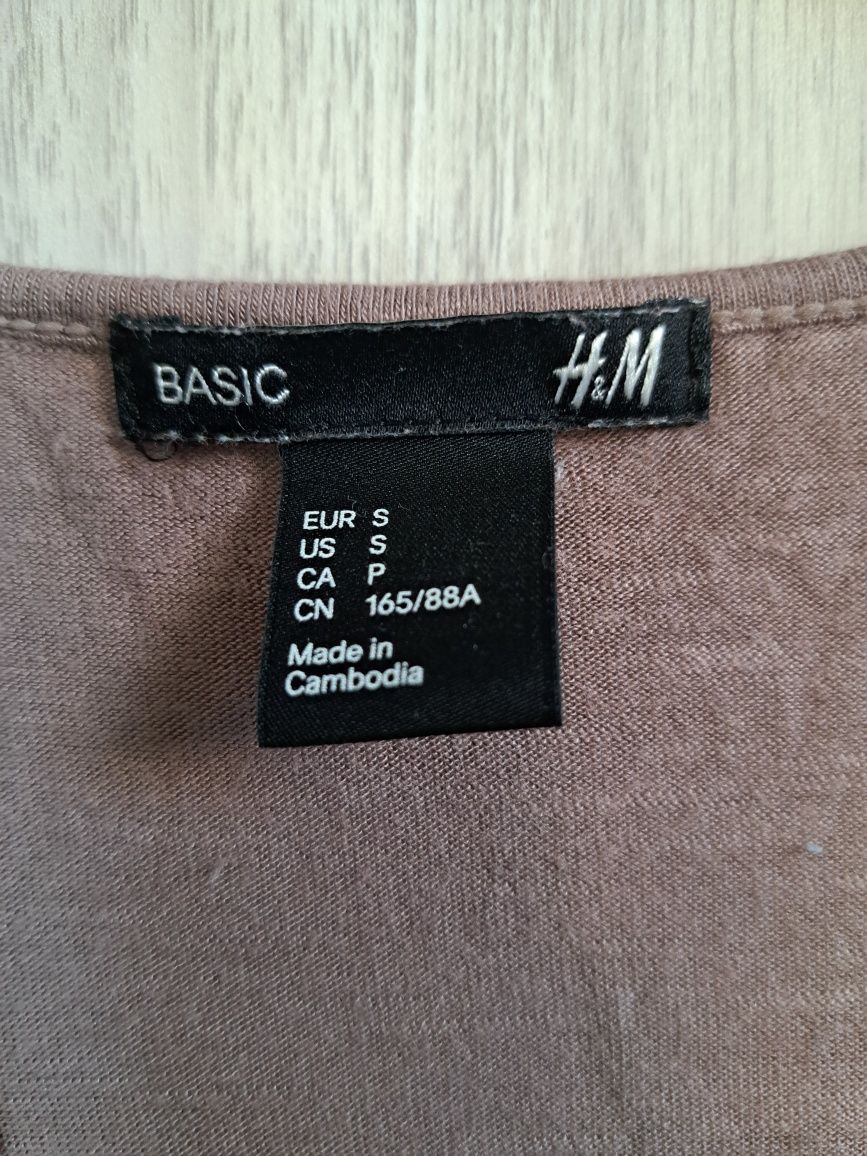 BASIC H&M
EUR S
US S
CA P
CN 165/88A
Made in
Cambodia